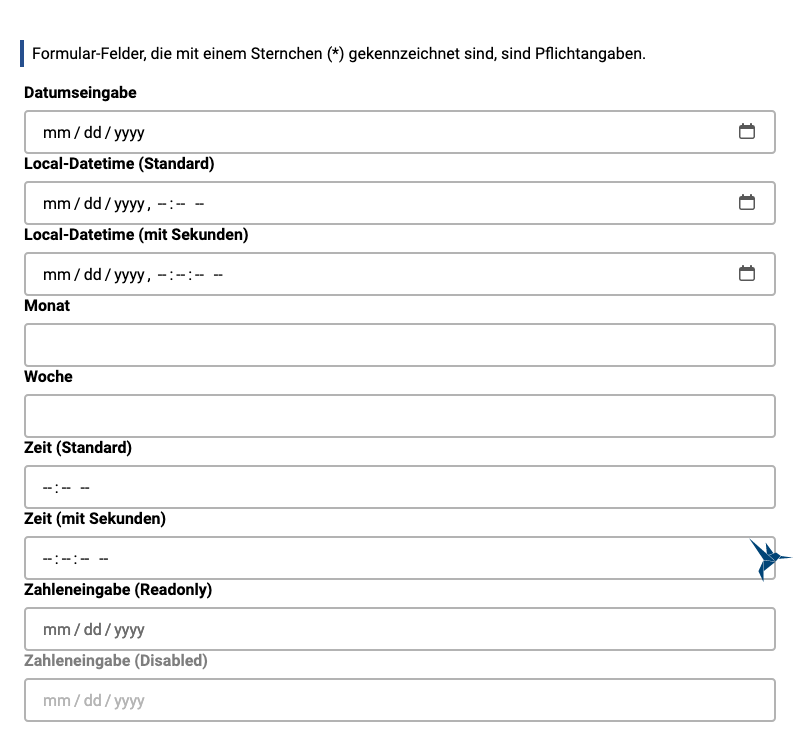 Formular-Felder, die mit einem Sternchen (*) gekennzeichnet sind, sind Pflichtangaben.
Datumseingabe
mm / dd / yyyy
Local-Datetime (Standard)
mm / dd / yyyy, --:-- --
Local-Datetime (mit Sekunden)
mm / dd / yyyy, --:--:-- --
Monat
Woche
Zeit (Standard)
--:-- --
Zeit (mit Sekunden)
--:--:-- --
Zahleneingabe (Readonly)
mm / dd / yyyy
Zahleneingabe (Disabled)
mm / dd / yyyy